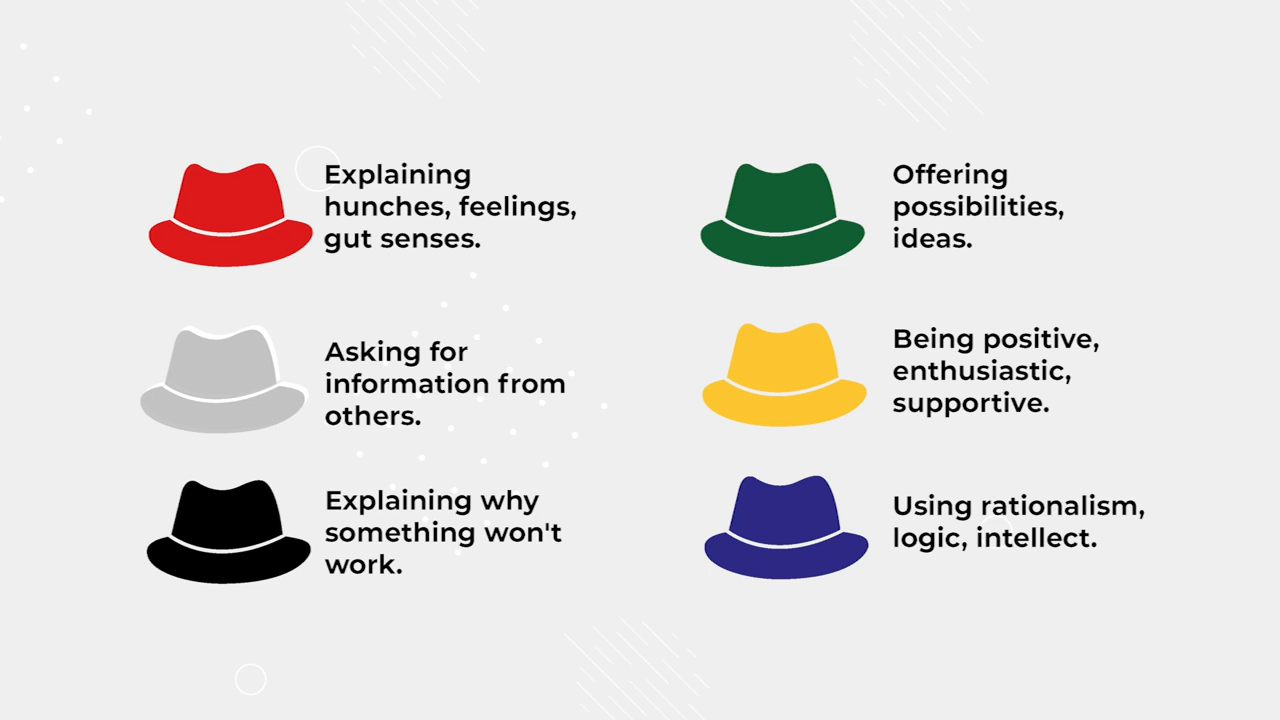 Explaining
hunches, feelings,
gut senses.
Offering
possibilities,
ideas.
Asking for
information from
others.
Being positive,
enthusiastic,
supportive.
Explaining why
something won't
work.
Using rationalism,
logic, intellect.